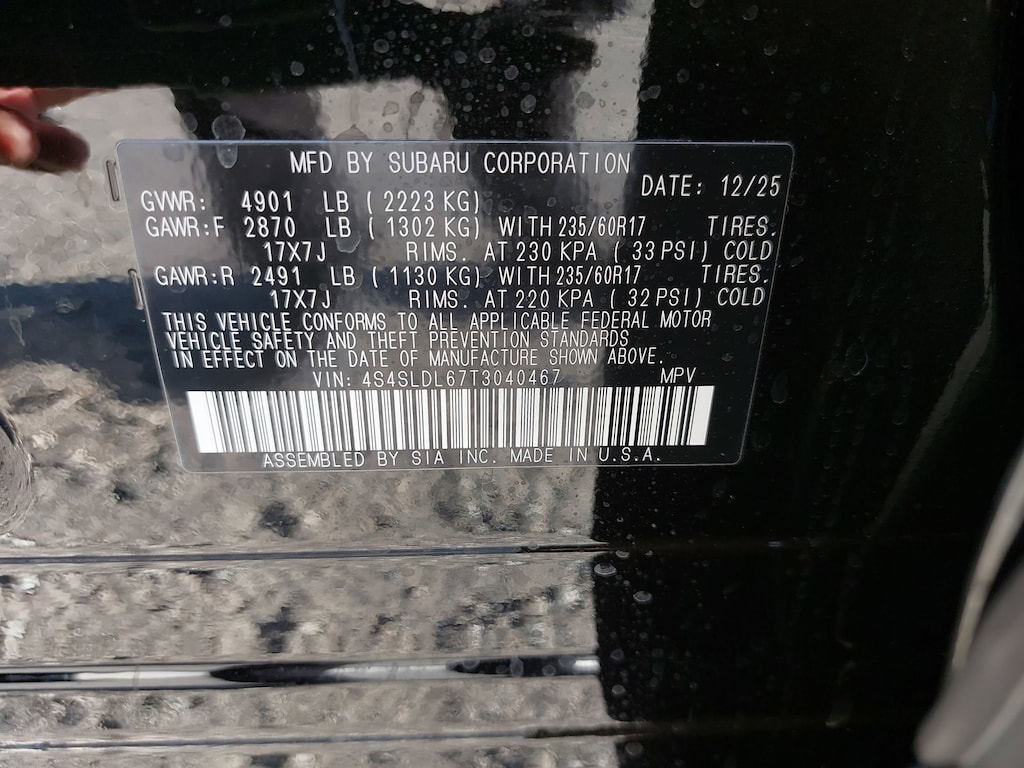 MFD BY SUBARU CORPORATION
DATE: 12/25
GVWR: 4901 LB ( 2223 KG)
GAWR:F 2870 LB ( 1302 KG) WITH 235/60R17 TIRES.
17X7J RIMS. AT 230 KPA ( 33 PSI) COLD
GAWR:R 2491 LB ( 1130 KG) WITH 235/60R17 TIRES.
17X7J RIMS. AT 220 KPA ( 32 PSI) COLD
THIS VEHICLE CONFORMS TO ALL APPLICABLE FEDERAL MOTOR
VEHICLE SAFETY AND THEFT PREVENTION STANDARDS
IN EFFECT ON THE DATE OF MANUFACTURE SHOWN ABOVE.
VIN: 4S4SLDL67T3040467 MPV
ASSEMBLED BY SIA INC. MADE IN U.S.A.